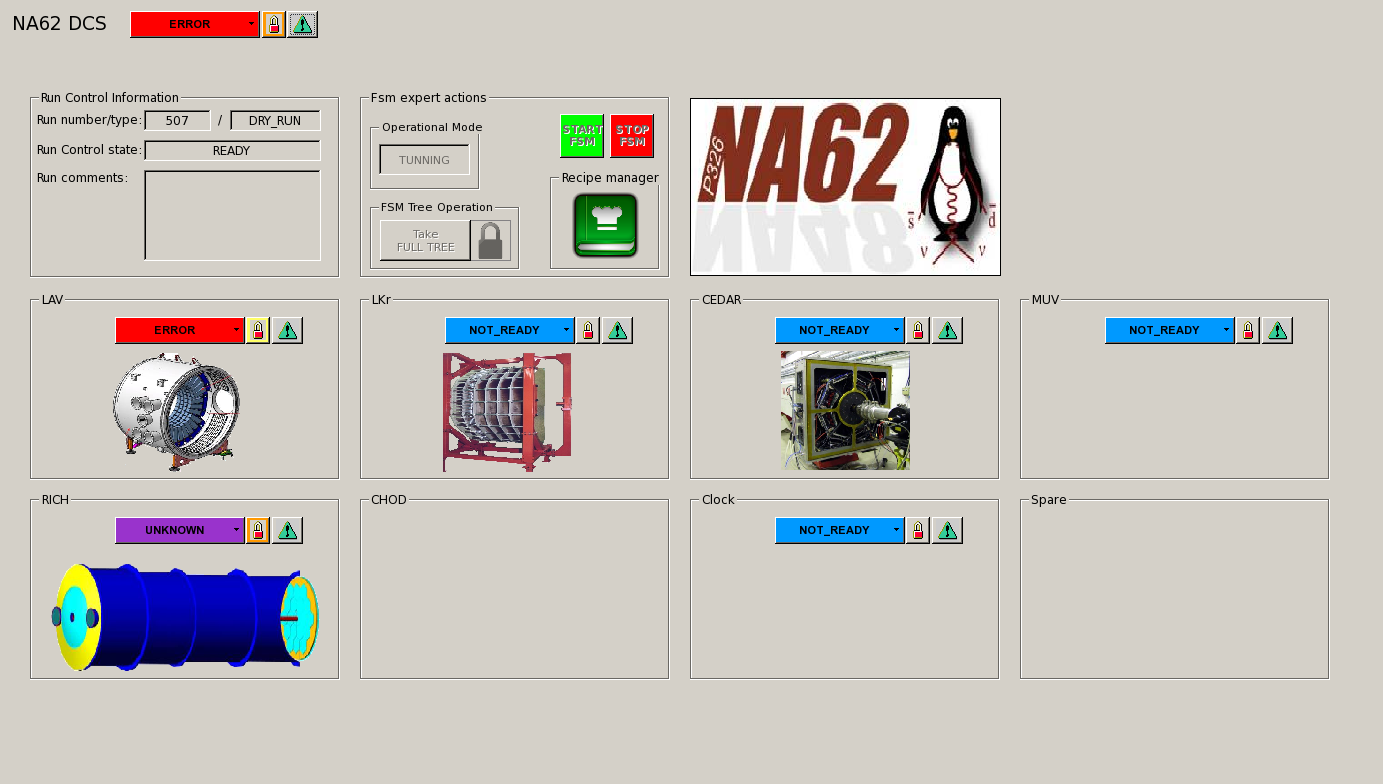 NA62 DCS
ERROR
Run Control Information
Run number/type:
507
/
DRY_RUN
Run Control state:
READY
Run comments:
Fsm expert actions
Operational Mode
TUNNING
START
FSM
STOP
FSM
FSM Tree Operation
Take
FULL TREE
Recipe manager
P326
NA62
NA48
s
d
v
v
LAV
ERROR
LKr
NOT_READY
CEDAR
NOT_READY
MUV
NOT_READY
RICH
UNKNOWN
CHOD
Clock
NOT_READY
Spare